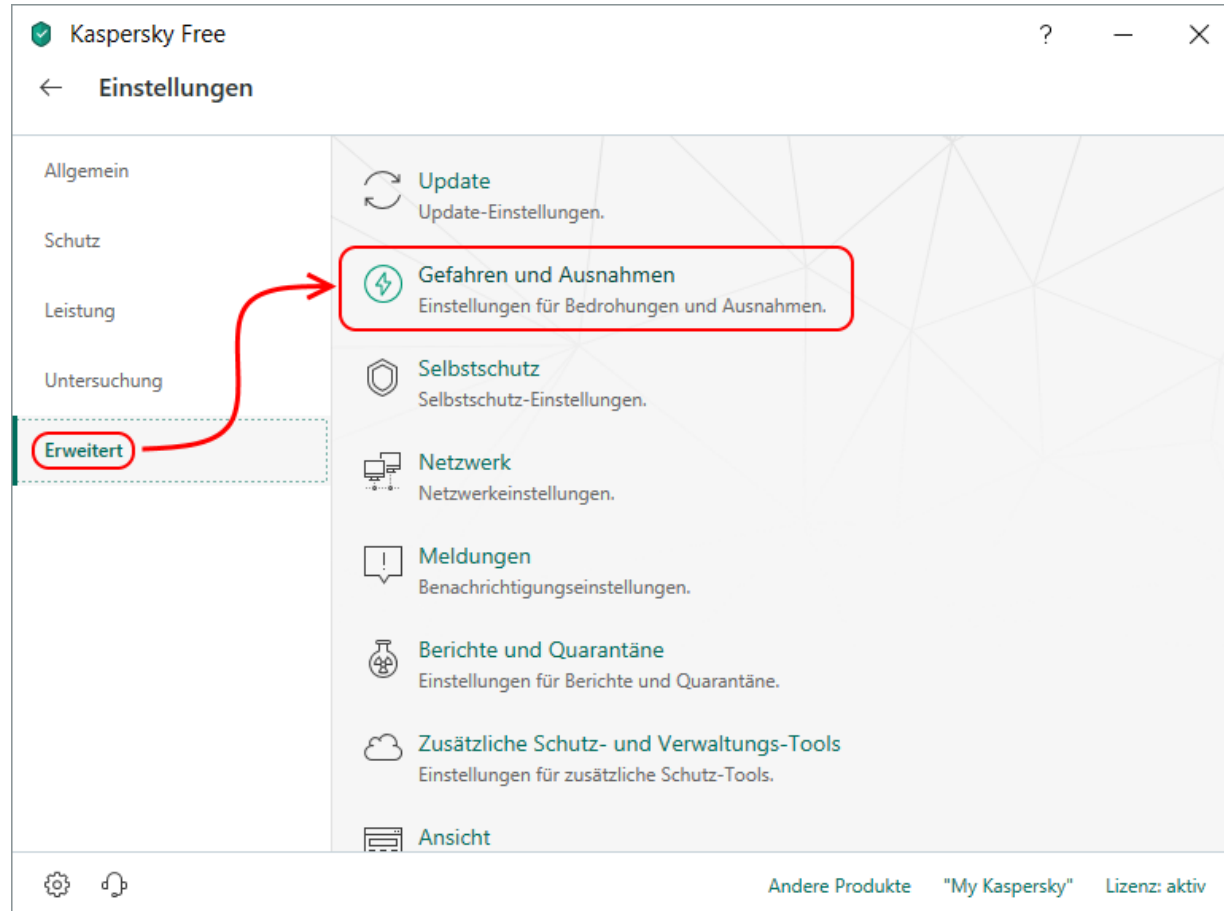 Kaspersky Free
?
Einstellungen
Allgemein
Schutz
Leistung
Untersuchung
Erweitert
Update
Update-Einstellungen.
Gefahren und Ausnahmen
Einstellungen für Bedrohungen und Ausnahmen.
Selbstschutz
Selbstschutz-Einstellungen.
Netzwerk
Netzwerkeinstellungen.
Meldungen
Benachrichtigungseinstellungen.
Berichte und Quarantäne
Einstellungen für Berichte und Quarantäne.
Zusätzliche Schutz- und Verwaltungs-Tools
Einstellungen für zusätzliche Schutz-Tools.
Ansicht
Andere Produkte
"My Kaspersky"
Lizenz: aktiv